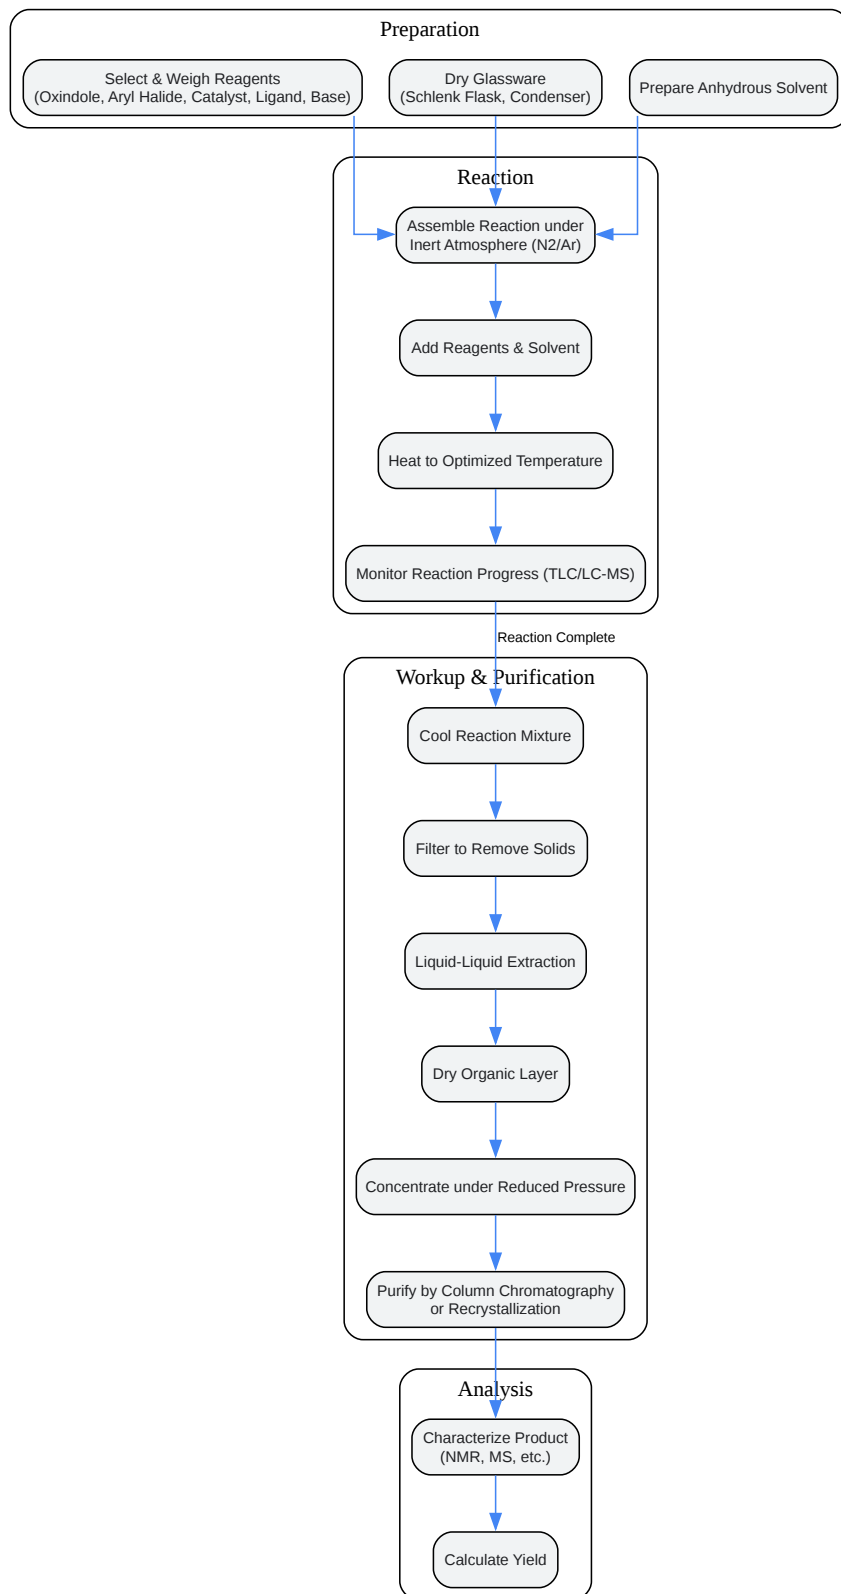 Preparation
Select & Weigh Reagents
(Oxindole, Aryl Halide, Catalyst, Ligand, Base)
Dry Glassware
(Schlenk Flask, Condenser)
Prepare Anhydrous Solvent
Reaction
Assemble Reaction under
Inert Atmosphere (N2/Ar)
Add Reagents & Solvent
Heat to Optimized Temperature
Monitor Reaction Progress (TLC/LC-MS)
Reaction Complete
Workup & Purification
Cool Reaction Mixture
Filter to Remove Solids
Liquid-Liquid Extraction
Dry Organic Layer
Concentrate under Reduced Pressure
Purify by Column Chromatography
or Recrystallization
Analysis
Characterize Product
(NMR, MS, etc.)
Calculate Yield